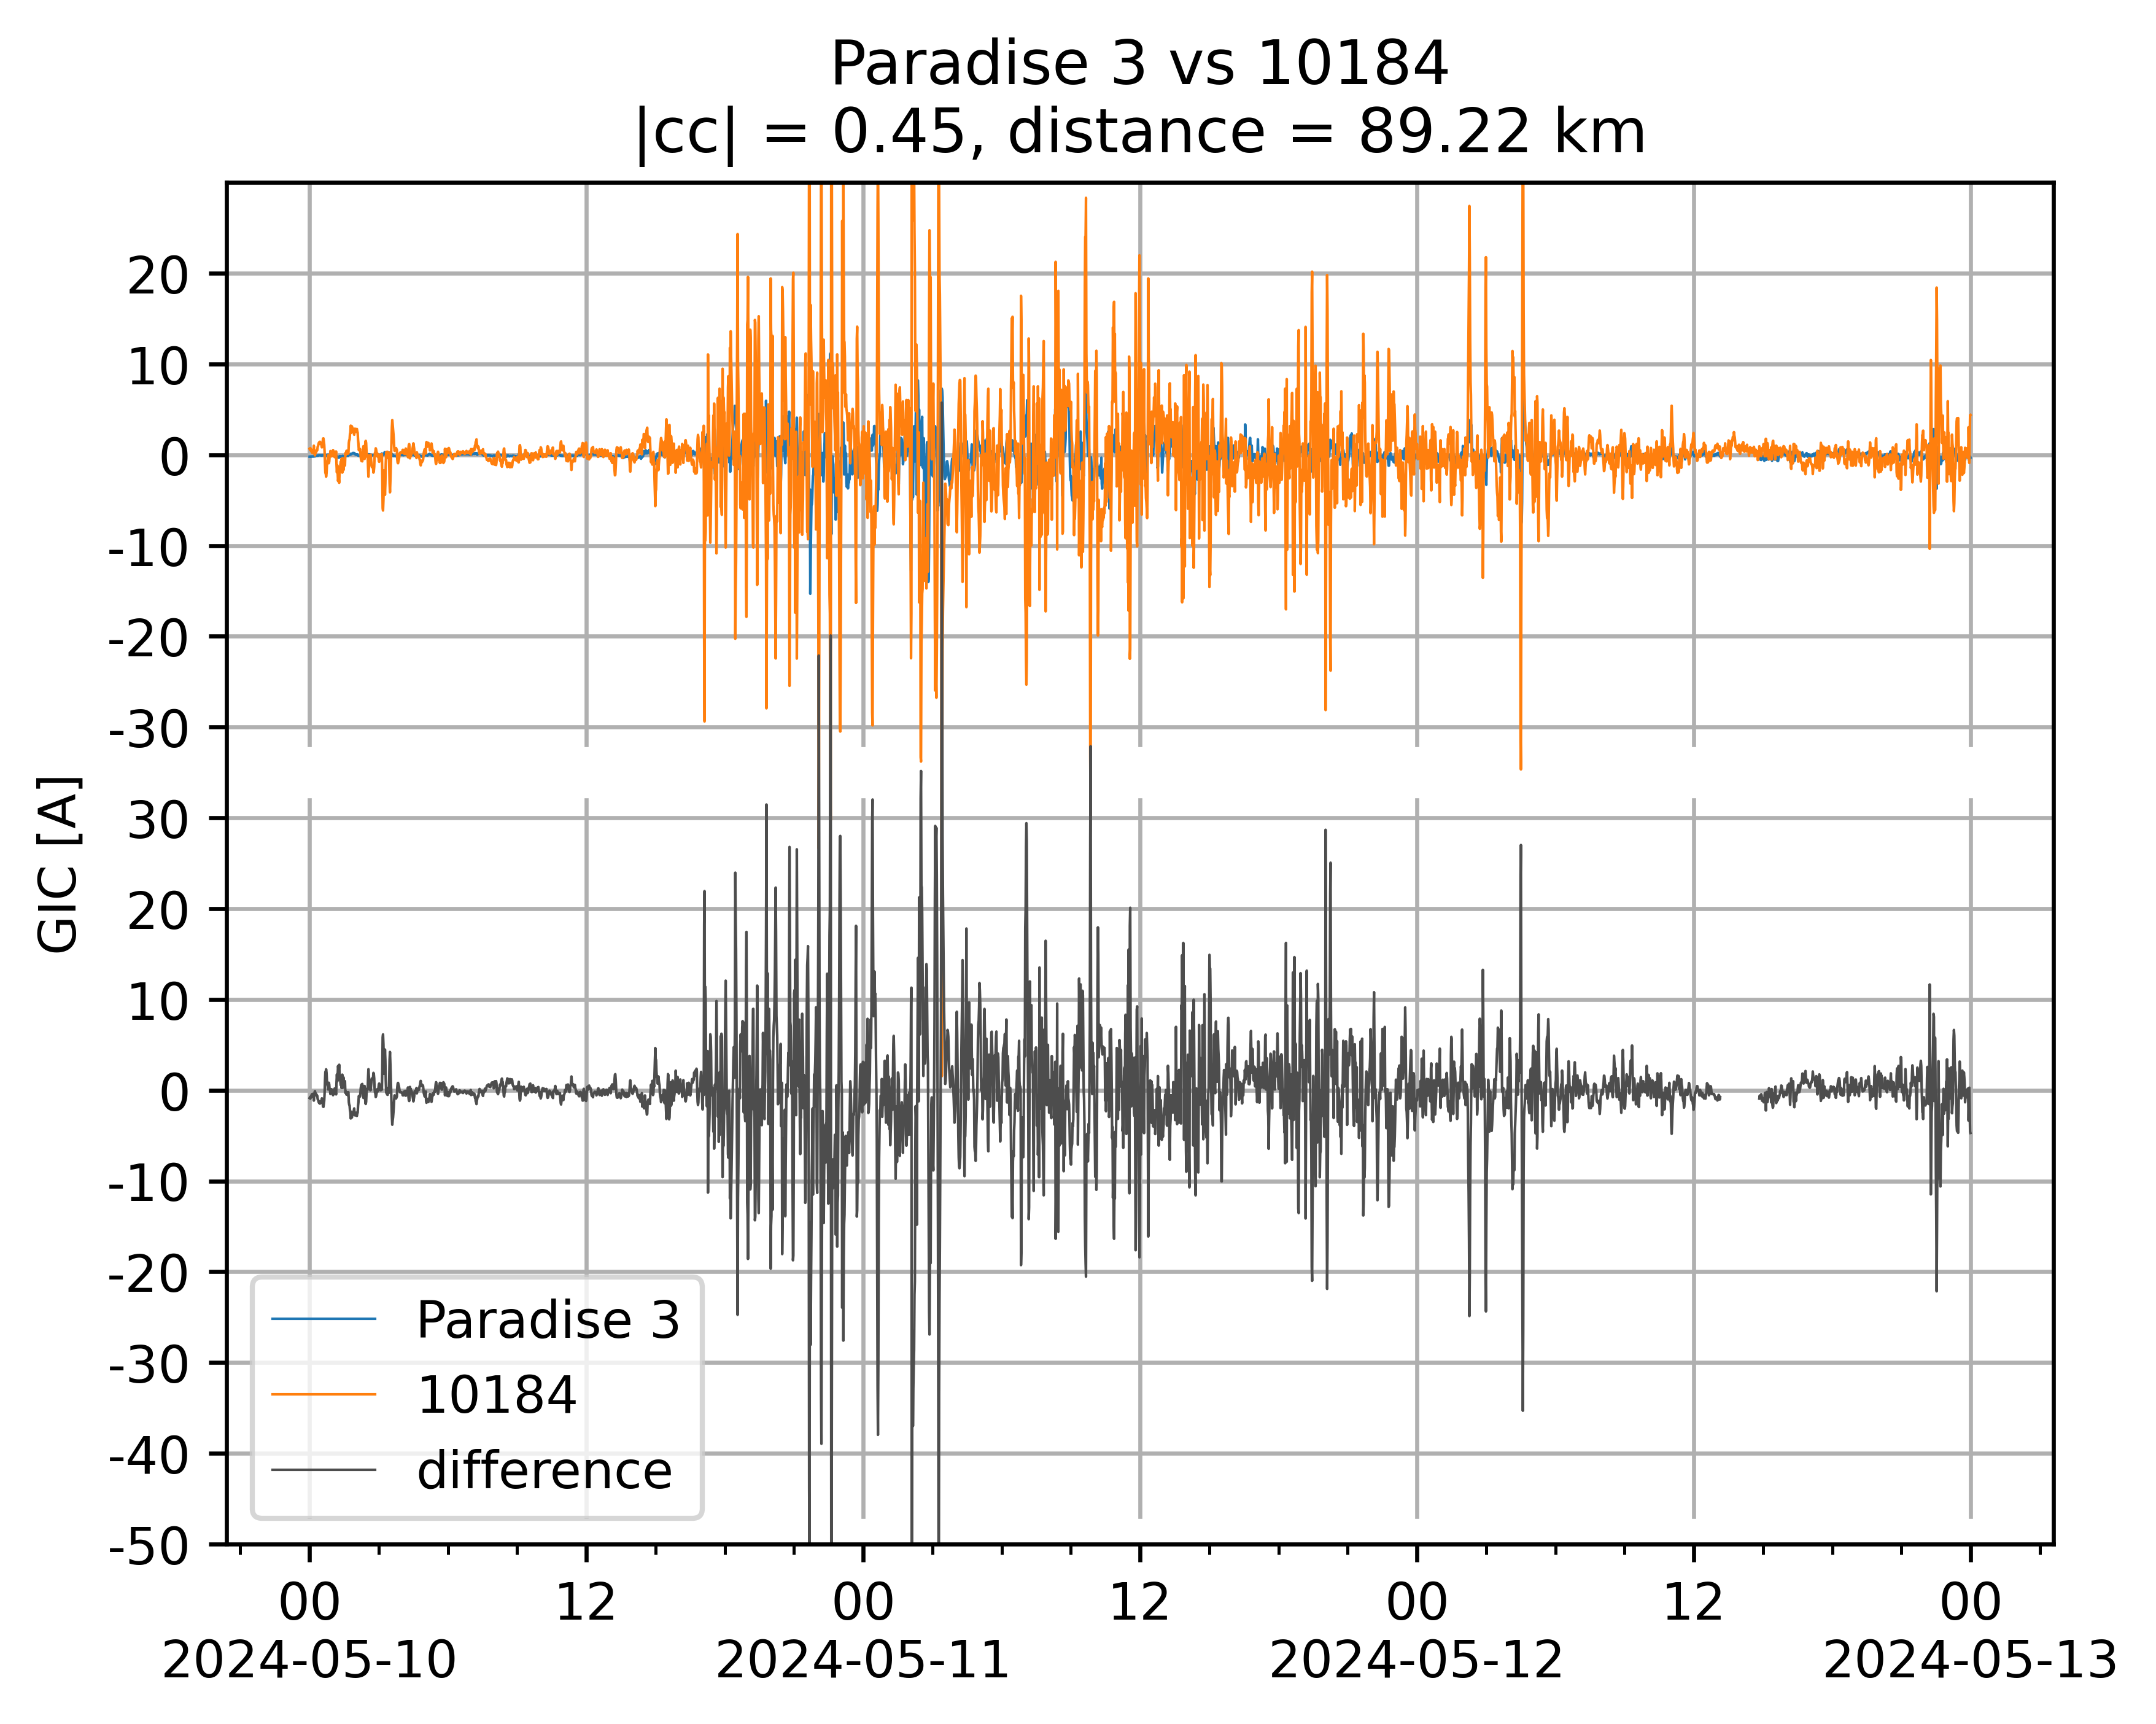 Paradise 3 vs 10184
|cc| = 0.45, distance = 89.22 km
GIC [A]
20
10
0
-10
-20
-30
30
20
10
0
-10
-20
-30
-40
-50
Paradise 3
10184
difference
00 12 00 12 00 12 00
2024-05-10 2024-05-11 2024-05-12 2024-05-13